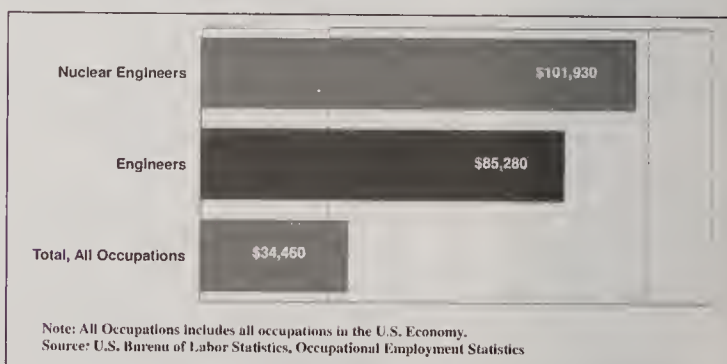 Nuclear Engineers
$101,930
Engineers
$85,280
Total, All Occupations
$34,460
Note: All Occupations includes all occupations in the U.S. Economy.
Source: U.S. Bureau of Labor Statistics, Occupational Employment Statistics